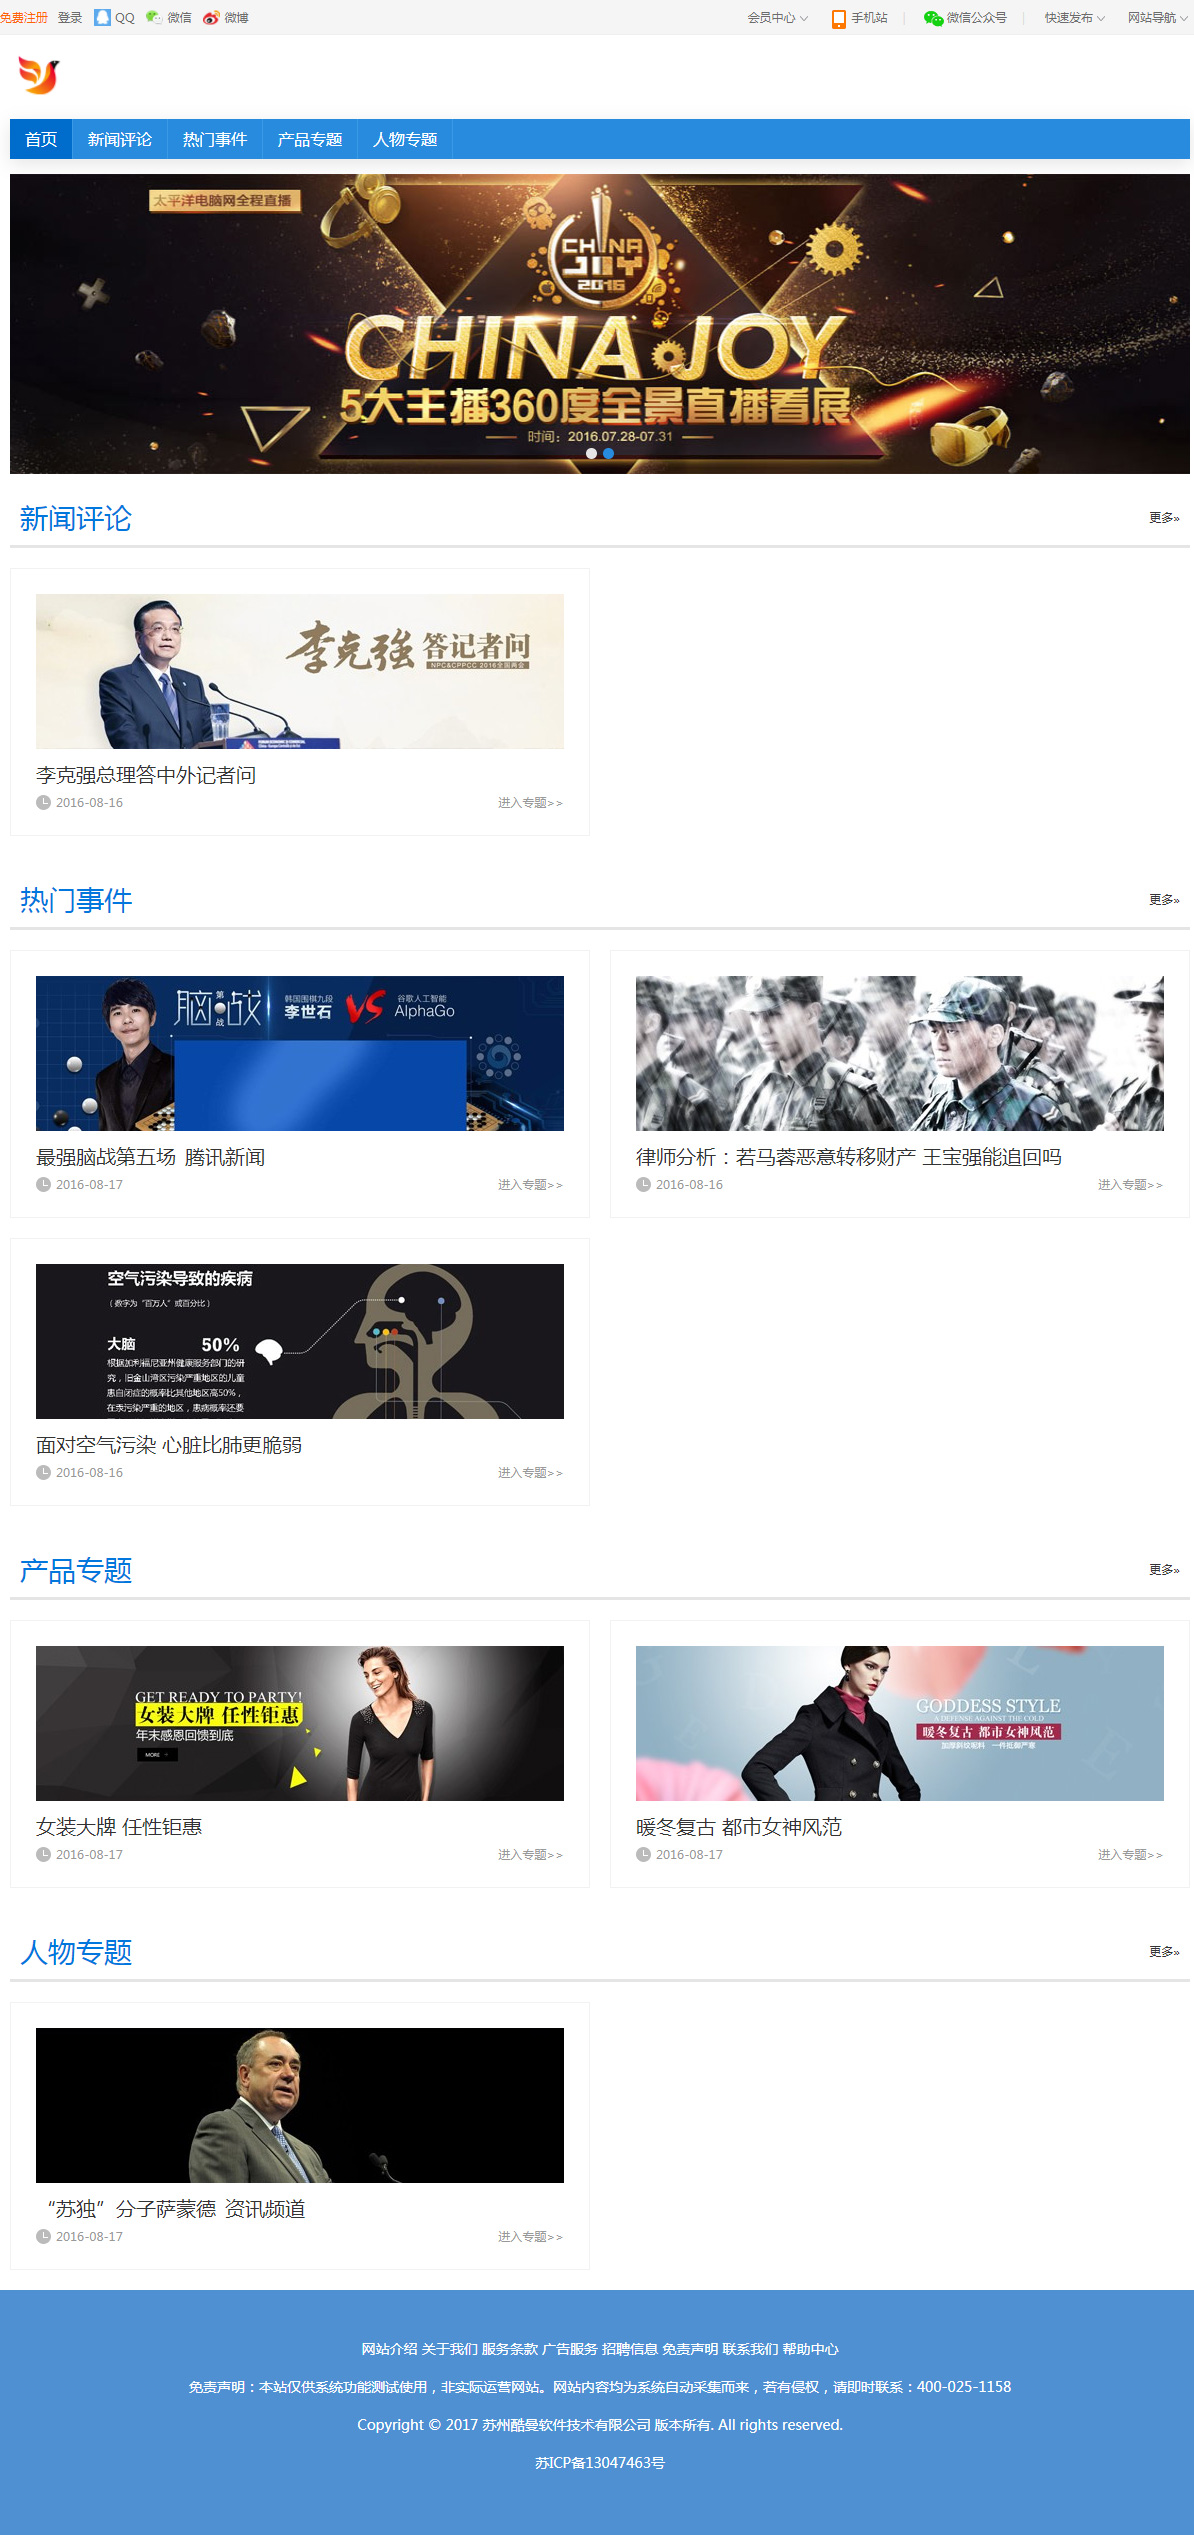 免费注册 登录 QQ 微信 微博 会员中心 手机站 | 微信公众号 | 快速发布 网站导航
首页 新闻评论 热门事件 产品专题 人物专题
太平洋电脑网全程直播
CHINA
JOY
2016
CHINA JOY
5大主播360度全景直播看展
时间：2016.07.28-07.31
新闻评论 更多»
李克强 答记者问
NPC&CPPCC 2016全国两会
李克强总理答中外记者问
2016-08-16 进入专题>>
热门事件 更多»
第
脑 战
战
韩国围棋九段
李世石
VS
谷歌人工智能
AlphaGo
最强脑战第五场 腾讯新闻
2016-08-17 进入专题>>
律师分析：若马蓉恶意转移财产 王宝强能追回吗
2016-08-16 进入专题>>
空气污染导致的疾病
（数字为“百万人”或百分比）
大脑 50%
根据加利福尼亚州健康服务部门的研
究，旧金山湾区污染严重地区的儿童
患自闭症的概率比其他地区高50%，
在汞污染严重的地区，患病概率还要
面对空气污染 心脏比肺更脆弱
2016-08-16 进入专题>>
产品专题 更多»
GET READY TO PARTY!
女装大牌 任性钜惠
年末感恩回馈到底
MORE
女装大牌 任性钜惠
2016-08-17 进入专题>>
GODDESS STYLE
A DEFENSE AGAINST THE COLD
暖冬复古 都市女神风范
加厚斜纹呢料 一件抵御严寒
暖冬复古 都市女神风范
2016-08-17 进入专题>>
人物专题 更多»
“苏独”分子萨蒙德 资讯频道
2016-08-17 进入专题>>
网站介绍 关于我们 服务条款 广告服务 招聘信息 免责声明 联系我们 帮助中心
免责声明：本站仅供系统功能测试使用，非实际运营网站。网站内容均为系统自动采集而来，若有侵权，请即时联系：400-025-1158
Copyright © 2017 苏州酷曼软件技术有限公司 版本所有. All rights reserved.
苏ICP备13047463号